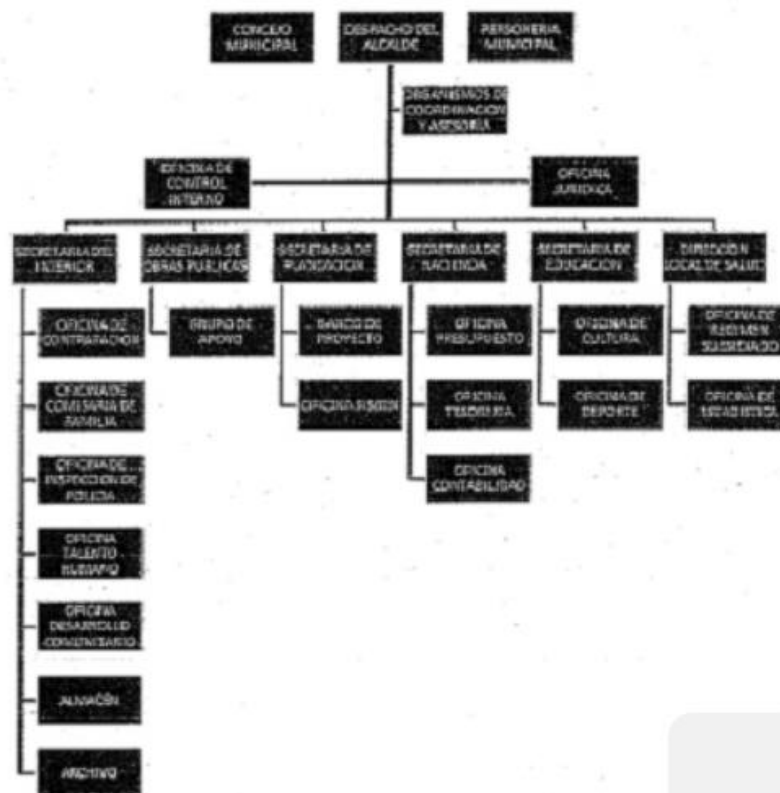 CONCEJO
MUNICIPAL
DESPACHO DEL
ALCALDE
PERSONERIA
MUNICIPAL
ORGANISMOS DE
COORDINACION
Y ASESORÍA
OFICINA DE
CONTROL
INTERNO
OFICINA
JURIDICA
SECRETARIA DEL
INTERIOR
SECRETARIA DE
OBRAS PUBLICAS
SECRETARIA DE
PLANEACION
SECRETARIA DE
HACIENDA
SECRETARIA DE
EDUCACION
DIRECCION
LOCAL DE SALUD
OFICINA DE
CONTRATACION
GRUPO DE
APOYO
BANCO DE
PROYECTO
OFICINA
PRESUPUESTO
OFICINA DE
CULTURA
OFICINA DE
REGIMEN
SUBSIDIADO
OFICINA DE
COMISARIA DE
FAMILIA
OFICINA SISBEN
OFICINA
TESORERIA
OFICINA DE
DEPORTE
OFICINA DE
ESTADISTICA
OFICINA DE
INSPECCION DE
POLICIA
OFICINA
CONTABILIDAD
OFICINA
TALENTO
HUMANO
OFICINA
DESARROLLO
COMUNITARIO
ALMACÉN
ARCHIVO